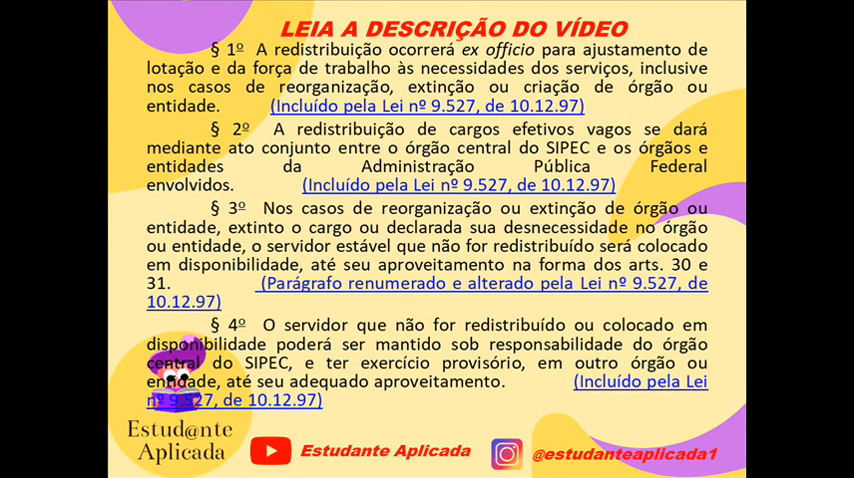 LEIA A DESCRIÇÃO DO VÍDEO
§ 1º A redistribuição ocorrerá ex officio para ajustamento de
lotação e da força de trabalho às necessidades dos serviços, inclusive
nos casos de reorganização, extinção ou criação de órgão ou
entidade. (Incluído pela Lei nº 9.527, de 10.12.97)
§ 2º A redistribuição de cargos efetivos vagos se dará
mediante ato conjunto entre o órgão central do SIPEC e os órgãos e
entidades da Administração Pública Federal
envolvidos. (Incluído pela Lei nº 9.527, de 10.12.97)
§ 3º Nos casos de reorganização ou extinção de órgão ou
entidade, extinto o cargo ou declarada sua desnecessidade no órgão
ou entidade, o servidor estável que não for redistribuído será colocado
em disponibilidade, até seu aproveitamento na forma dos arts. 30 e
31. (Parágrafo renumerado e alterado pela Lei nº 9.527, de
10.12.97)
§ 4º O servidor que não for redistribuído ou colocado em
disponibilidade poderá ser mantido sob responsabilidade do órgão
central do SIPEC, e ter exercício provisório, em outro órgão ou
entidade, até seu adequado aproveitamento. (Incluído pela Lei
nº 9.527, de 10.12.97)
Estud@nte
Aplicada
Estudante Aplicada
@estudanteaplicada1